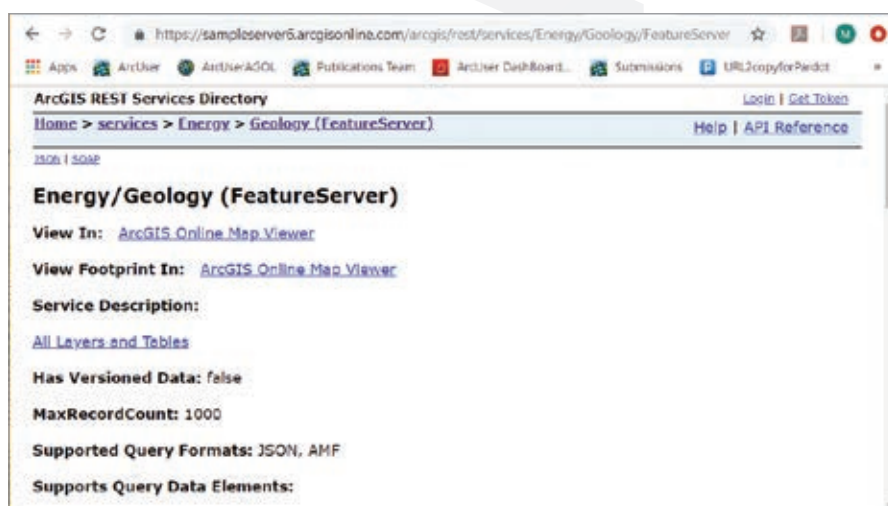 https://sampleserver6.arcgisonline.com/arcgis/rest/services/Energy/Geology/FeatureServer
Apps ArcUser ArcUserAGOL Publications Team ArcUser DashBoard... Submissions URL2copyforPardot »
ArcGIS REST Services Directory Login | Get Token
Home > services > Energy > Geology (FeatureServer) Help | API Reference
JSON | SOAP
Energy/Geology (FeatureServer)
View In: ArcGIS Online Map Viewer
View Footprint In: ArcGIS Online Map Viewer
Service Description:
All Layers and Tables
Has Versioned Data: false
MaxRecordCount: 1000
Supported Query Formats: JSON, AMF
Supports Query Data Elements: